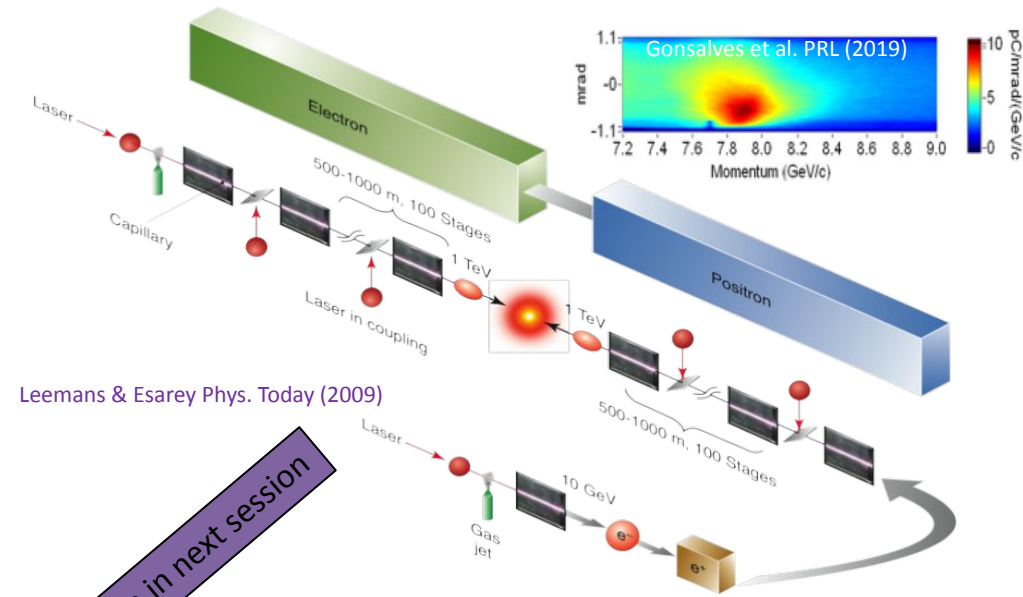 Gonsalves et al. PRL (2019)
1.1
-0
-1.1
mrad
7.2 7.4 7.6 7.8 8.0 8.2 8.4 8.6 8.8 9.0
Momentum (GeV/c)
10
-5
-0
pC/mrad/(GeV/c
Electron
Laser
Capillary
500-1000 m, 100 Stages
1 TeV
Laser in coupling
Positron
1 TeV
500-1000 m, 100 Stages
Leemans & Esarey Phys. Today (2009)
in next session
Laser
Gas
jet
10 GeV
e−
e+